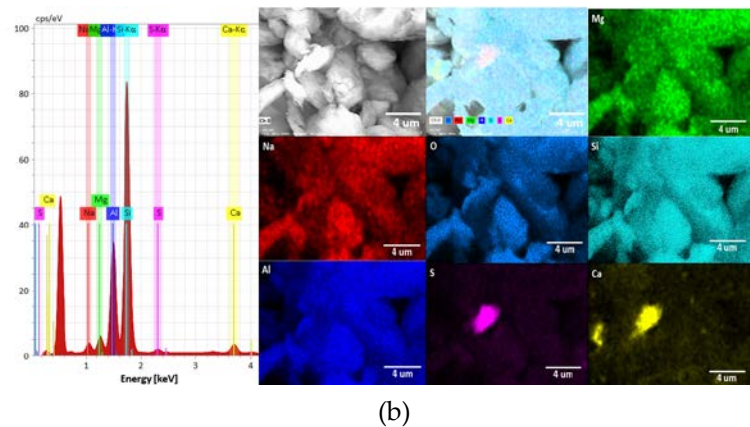 cps/eV
Na Mg Al-K Si-Kα S-Kα Ca-Kα
100
80
60
40
20
0
Ca
S
Mg
Na Al Si S Ca
1 2 3 4
Energy [keV]
4 um
4 um
Mg
4 um
Na
4 um
O
4 um
Si
4 um
Al
4 um
S
4 um
Ca
4 um
(b)